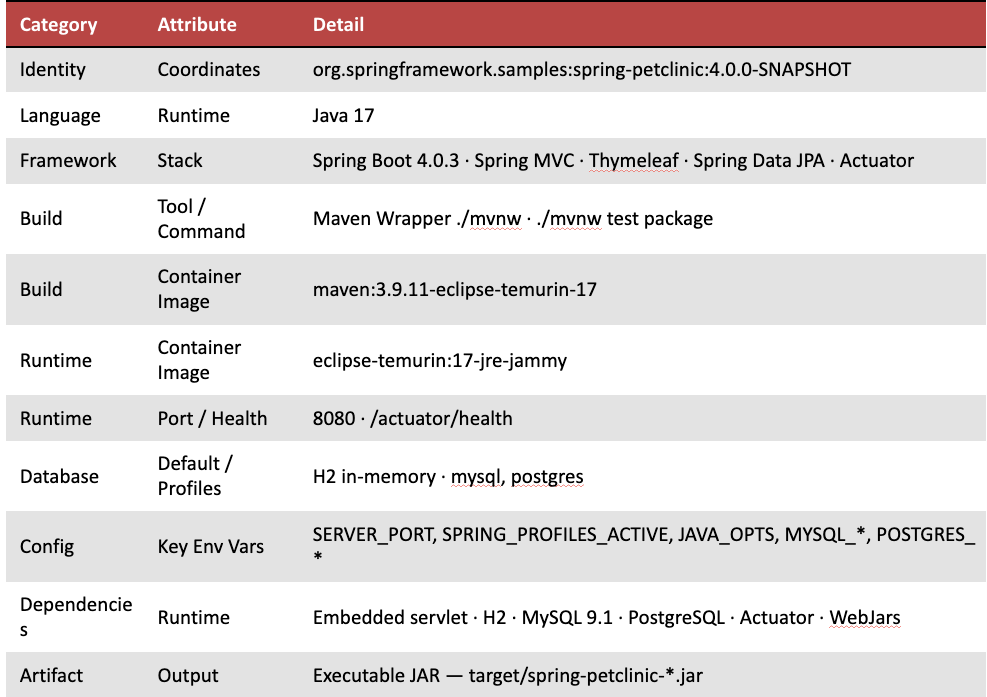 Category Attribute Detail
Identity Coordinates org.springframework.samples:spring-petclinic:4.0.0-SNAPSHOT
Language Runtime Java 17
Framework Stack Spring Boot 4.0.3 · Spring MVC · Thymeleaf · Spring Data JPA · Actuator
Build Tool /
Command Maven Wrapper ./mvnw · ./mvnw test package
Build Container
Image maven:3.9.11-eclipse-temurin-17
Runtime Container
Image eclipse-temurin:17-jre-jammy
Runtime Port / Health 8080 · /actuator/health
Database Default /
Profiles H2 in-memory · mysql, postgres
Config Key Env Vars SERVER_PORT, SPRING_PROFILES_ACTIVE, JAVA_OPTS, MYSQL_*, POSTGRES_
*
Dependencie
s Runtime Embedded servlet · H2 · MySQL 9.1 · PostgreSQL · Actuator · WebJars
Artifact Output Executable JAR — target/spring-petclinic-*.jar